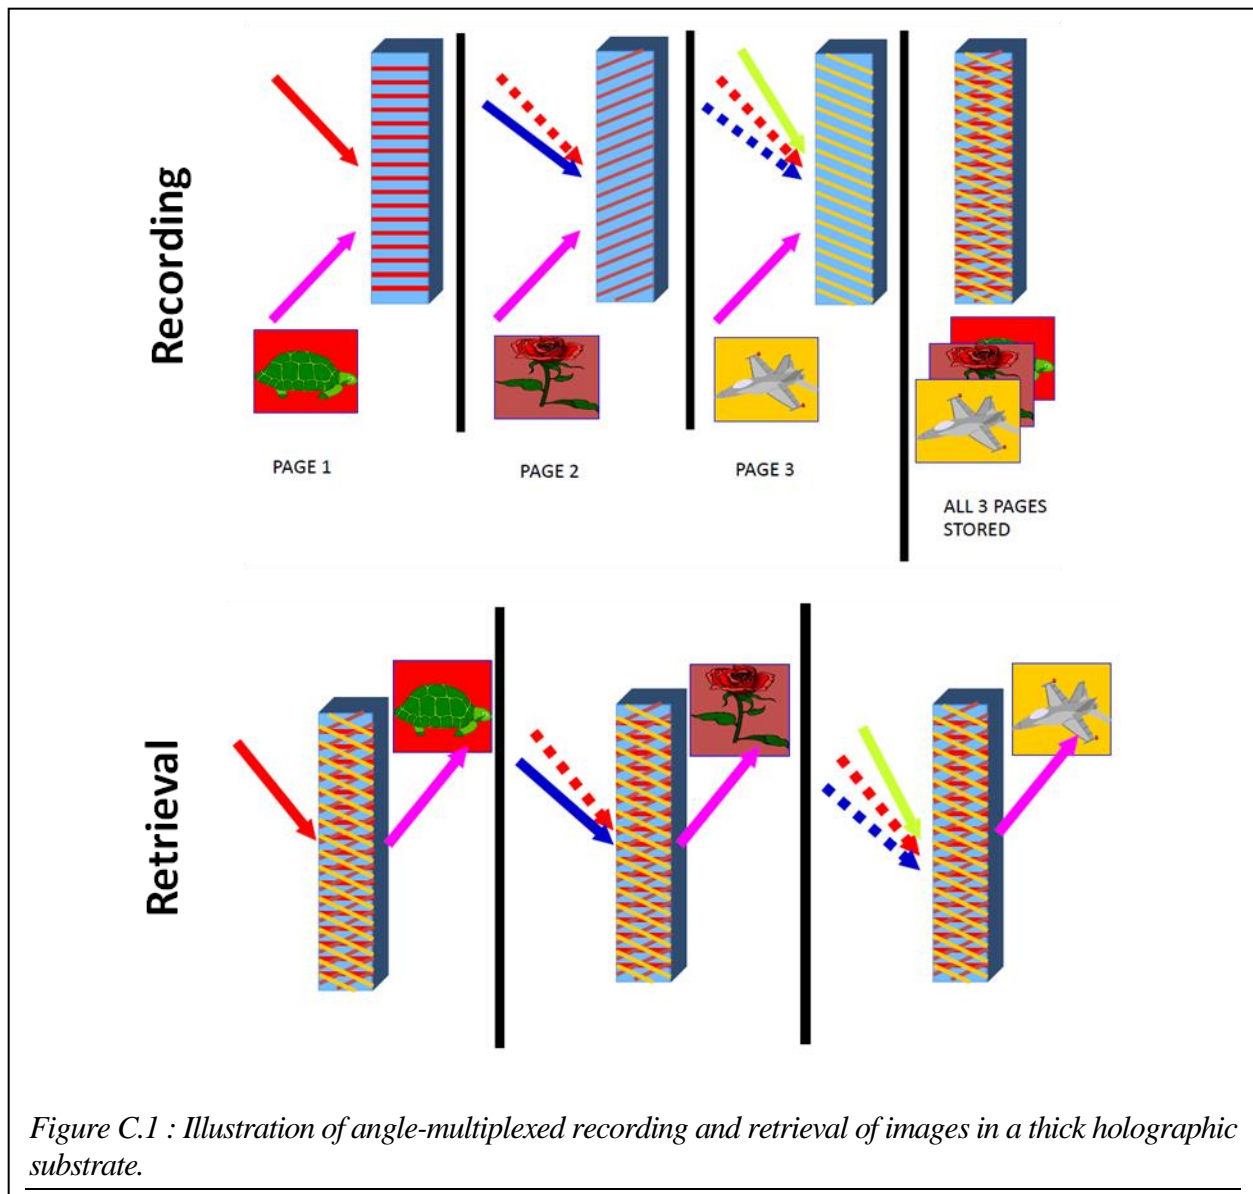 Recording
PAGE 1
PAGE 2
PAGE 3
ALL 3 PAGES
STORED
Retrieval
Figure C.1 : Illustration of angle-multiplexed recording and retrieval of images in a thick holographic
substrate.